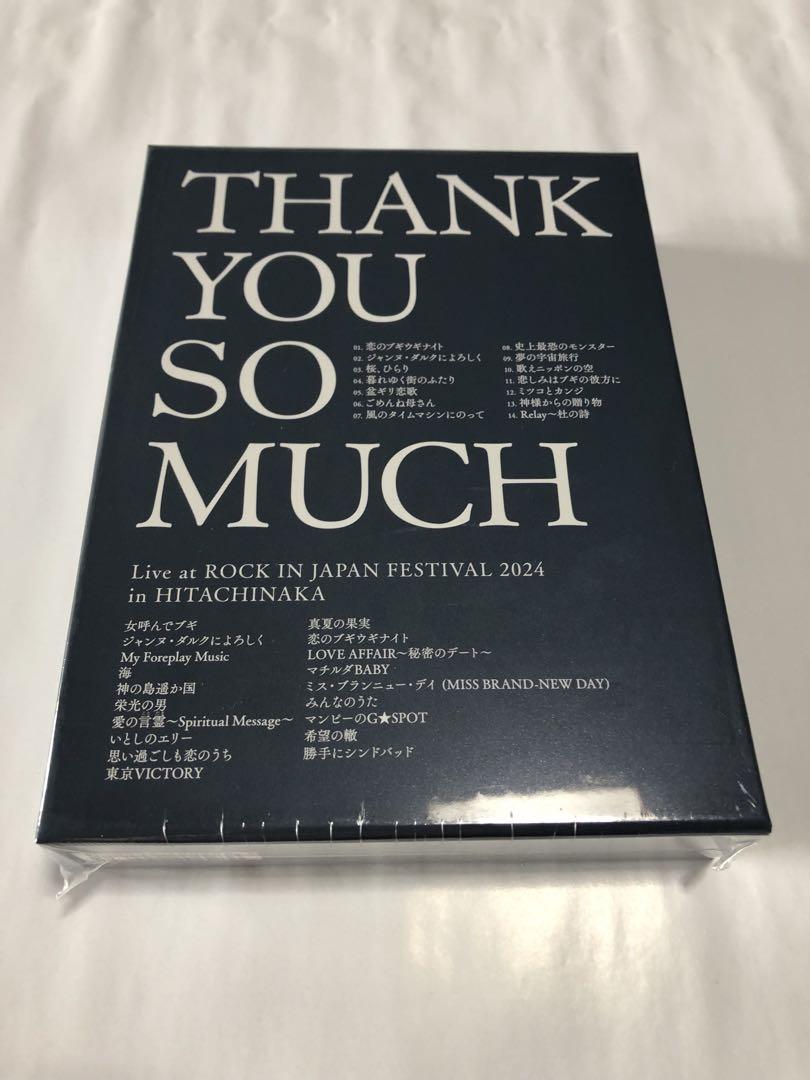 THANK
YOU
SO
MUCH
01. 恋のブギウギナイト
02. ジャンヌ・ダルクによろしく
03. 桜、ひらり
04. 暮れゆく街のふたり
05. 盆ギリ恋歌
06. ごめんね母さん
07. 風のタイムマシンにのって
08. 史上最恐のモンスター
09. 夢の宇宙旅行
10. 歌えニッポンの空
11. 悲しみはブギの彼方に
12. ミツコとカンジ
13. 神様からの贈り物
14. Relay〜杜の詩
Live at ROCK IN JAPAN FESTIVAL 2024
in HITACHINAKA
女呼んでブギ
ジャンヌ・ダルクによろしく
My Foreplay Music
海
神の島遥か国
栄光の男
愛の言霊〜Spiritual Message〜
いとしのエリー
思い過ごしも恋のうち
東京VICTORY
真夏の果実
恋のブギウギナイト
LOVE AFFAIR〜秘密のデート〜
マチルダBABY
ミス・ブランニュー・デイ (MISS BRAND-NEW DAY)
みんなのうた
マンピーのG★SPOT
希望の轍
勝手にシンドバッド